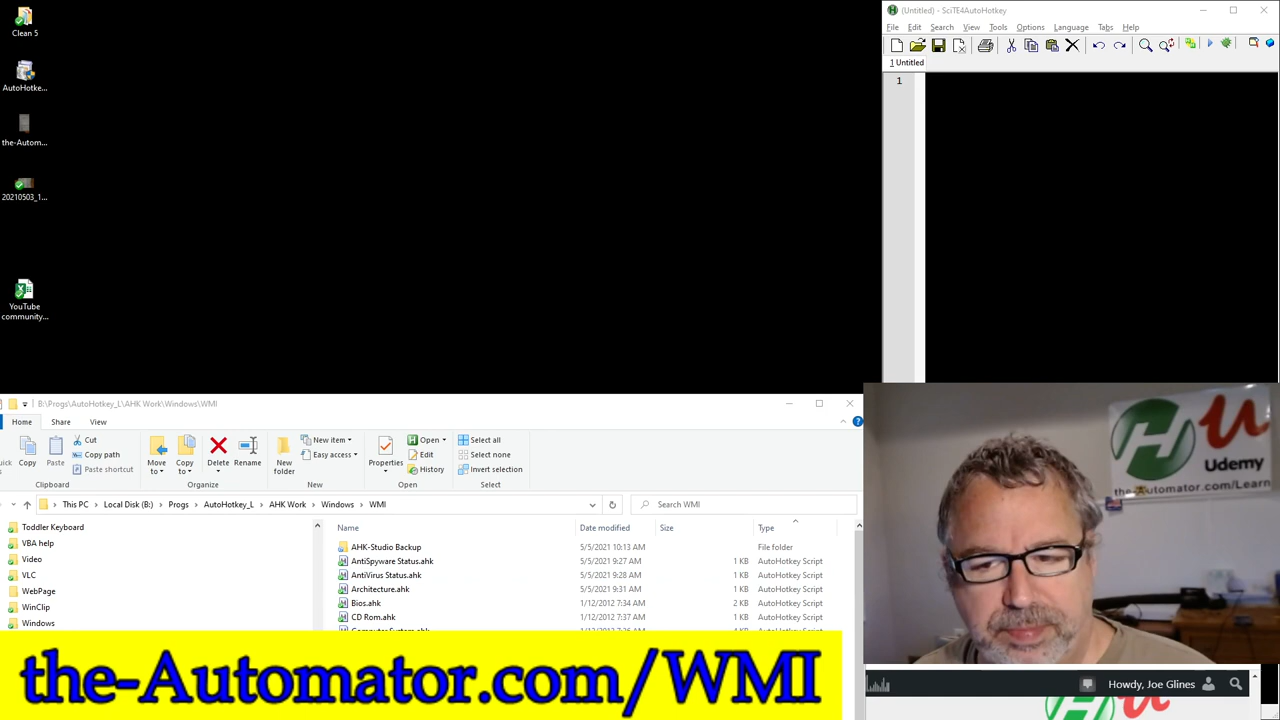 Clean 5
AutoHotke...
the-Autom...
20210503_1...
YouTube
community...
(Untitled) - SciTE4AutoHotkey
File Edit Search View Tools Options Language Tabs Help
1 Untitled
1
B:\Progs\AutoHotkey_L\AHK Work\Windows\WMI
Home Share View
Copy Paste Cut
Copy path
Paste shortcut
Move to Copy to Delete Rename
New folder
New item
Easy access
Properties
Open
Edit
History
Select all
Select none
Invert selection
Clipboard Organize New Open Select
This PC > Local Disk (B:) > Progs > AutoHotkey_L > AHK Work > Windows > WMI
Search WMI
Toddler Keyboard
VBA help
Video
VLC
WebPage
WinClip
Windows
Name Date modified Size Type
AHK-Studio Backup 5/5/2021 10:13 AM File folder
AntiSpyware Status.ahk 5/5/2021 9:27 AM 1 KB AutoHotkey Script
AntiVirus Status.ahk 5/5/2021 9:28 AM 1 KB AutoHotkey Script
Architecture.ahk 5/5/2021 9:31 AM 1 KB AutoHotkey Script
Bios.ahk 1/12/2012 7:34 AM 2 KB AutoHotkey Script
CD Rom.ahk 1/12/2012 7:37 AM 1 KB AutoHotkey Script
the-Automator.com/WMI
Udemy
the-Automator.com/Learn
Howdy, Joe Glines